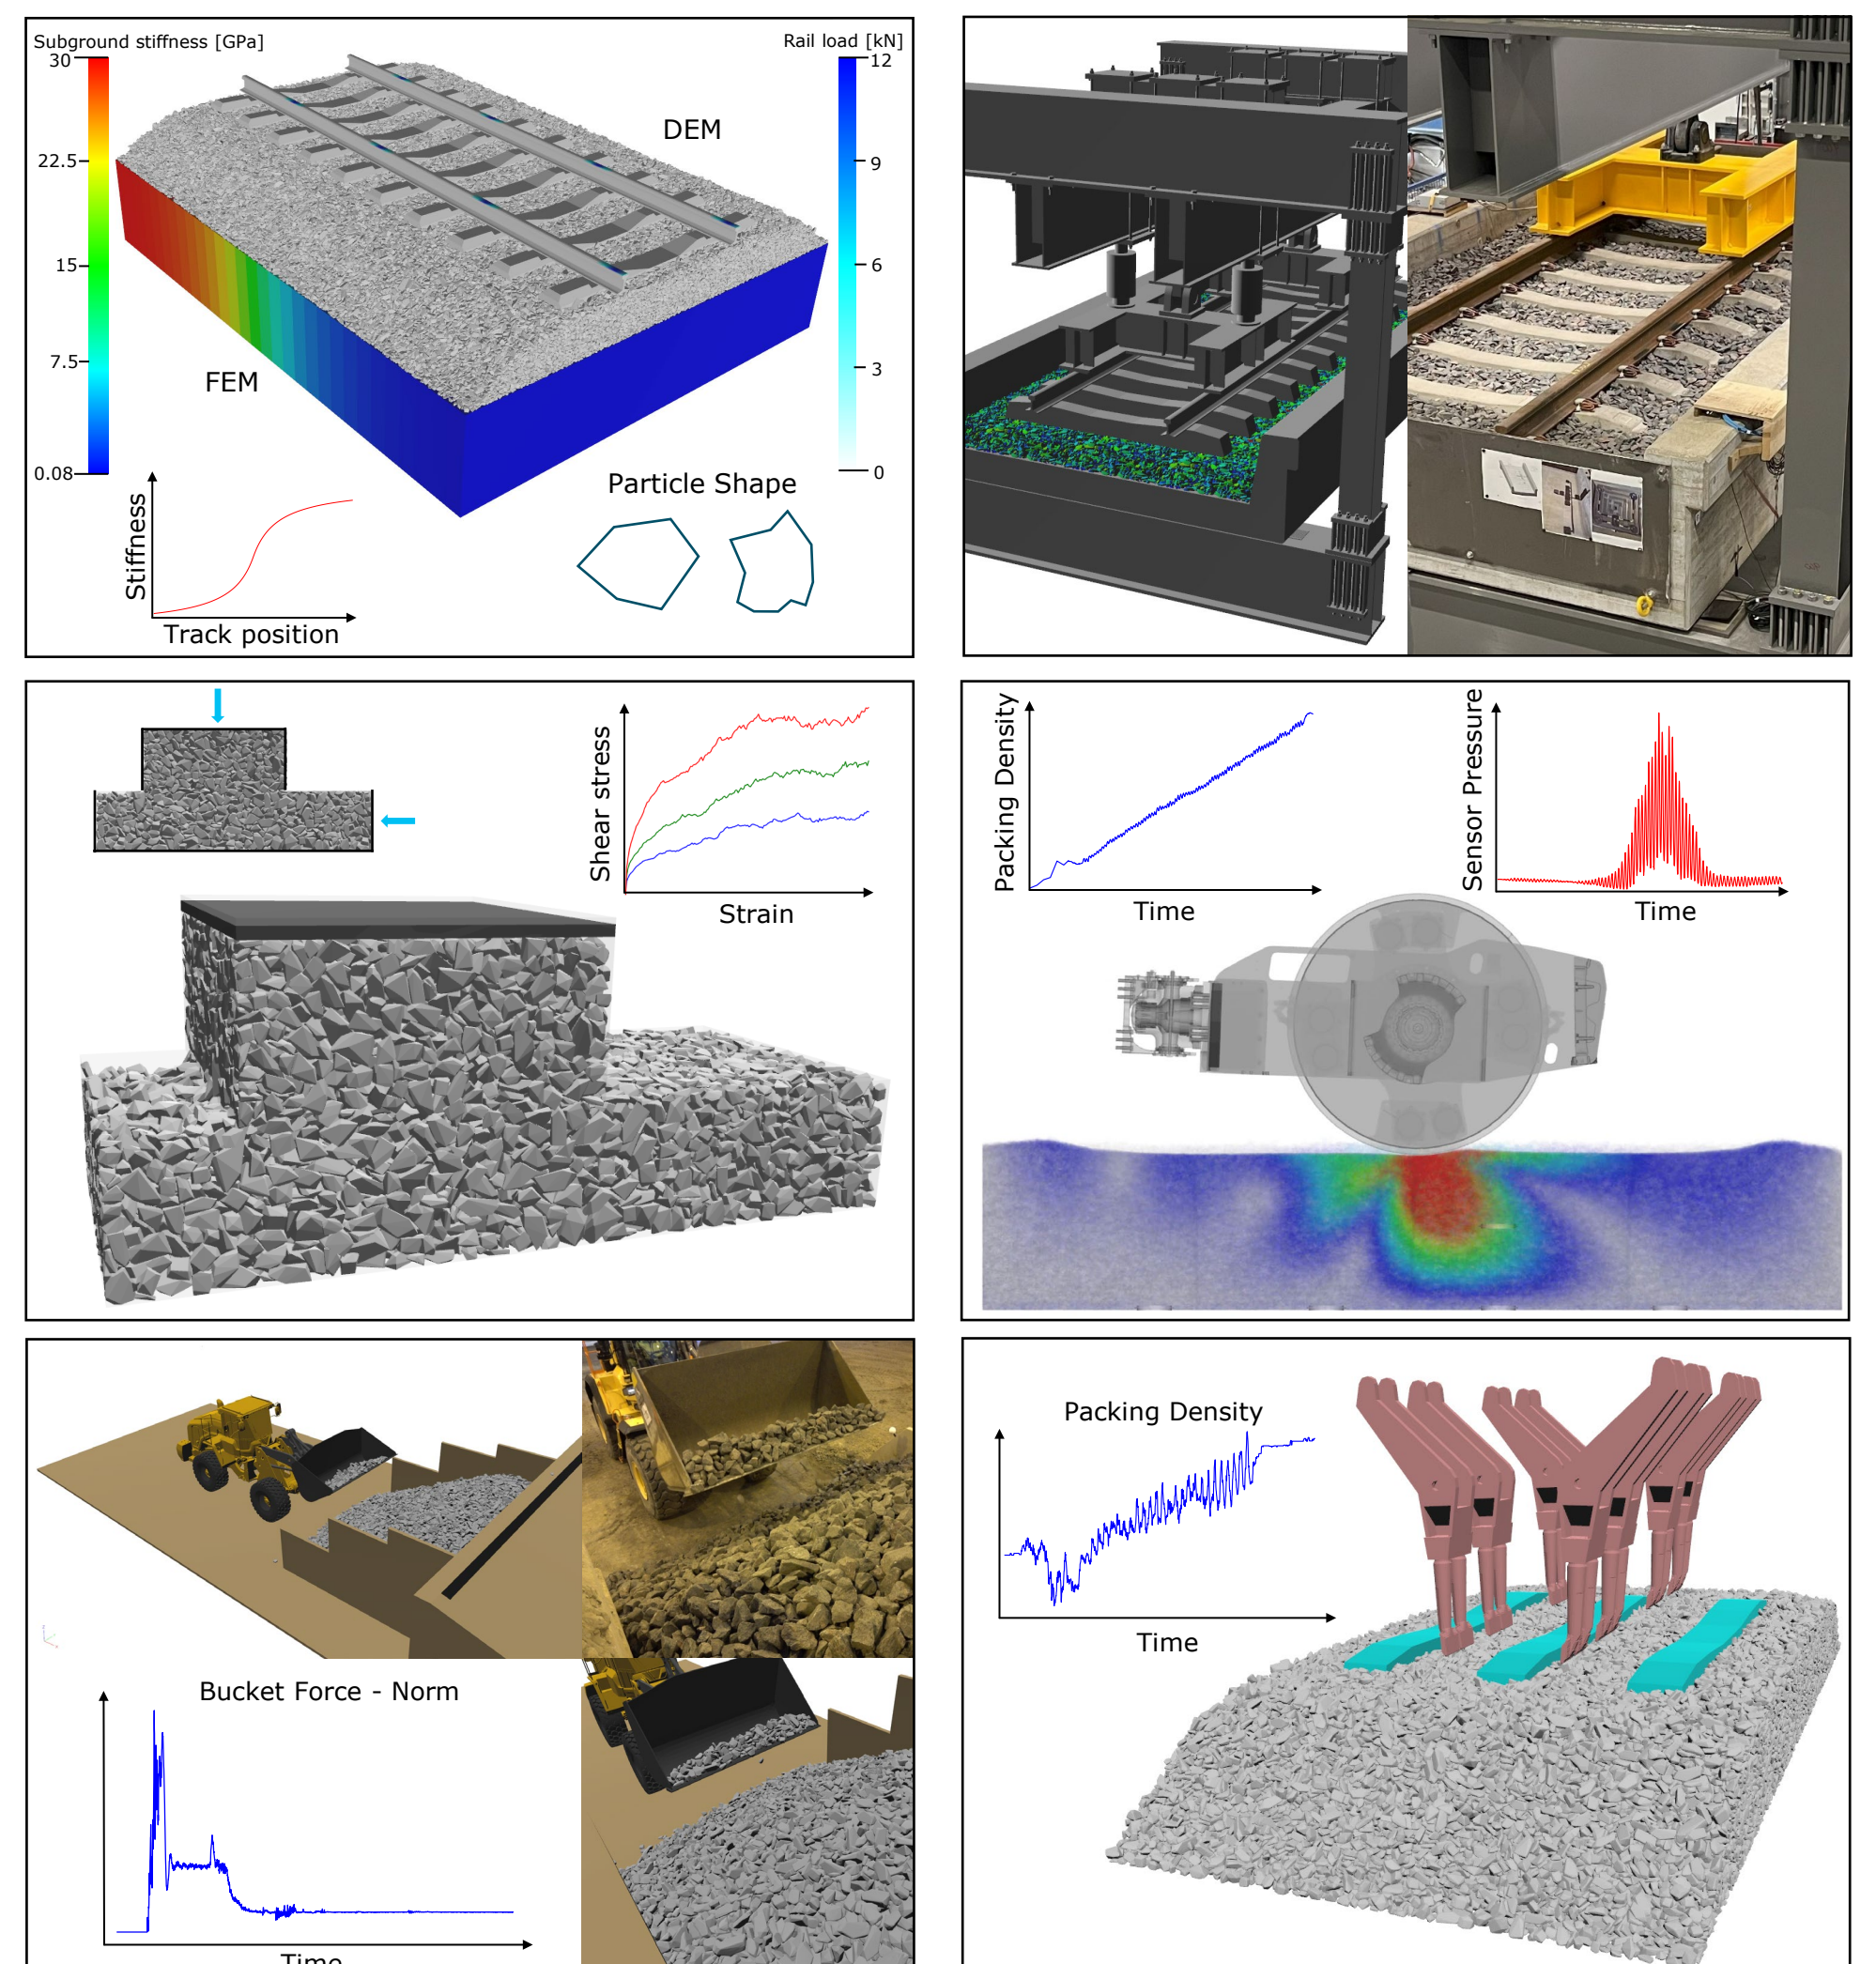 Subground stiffness [GPa]
Rail load [kN]
30
22.5
15
7.5
0.08
12
9
6
3
0
DEM
FEM
Particle Shape
Stiffness
Track position
Shear stress
Strain
Packing Density
Time
Sensor Pressure
Time
Bucket Force - Norm
Time
Packing Density
Time